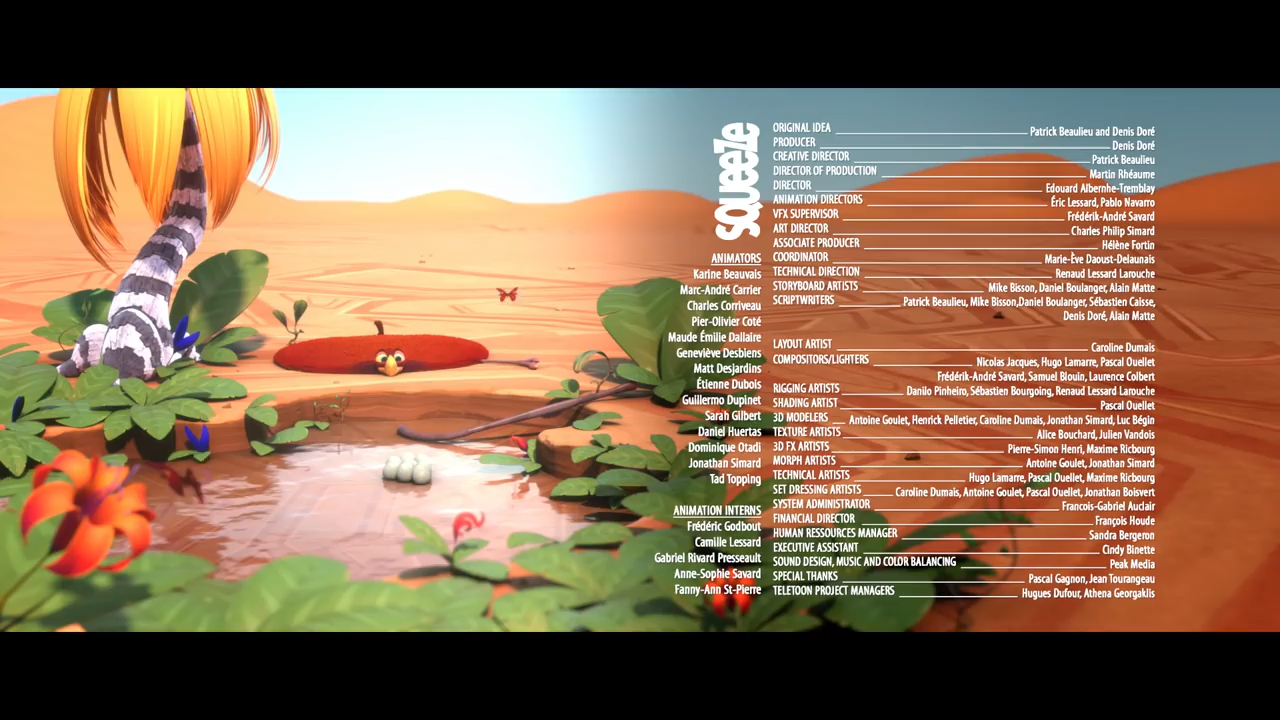 squeeze
ANIMATORS
Karine Beauvais
Marc-André Carrier
Charles Corriveau
Pier-Olivier Coté
Maude Émilie Dallaire
Geneviève Desbiens
Matt Desjardins
Étienne Dubois
Guillermo Dupinet
Sarah Gilbert
Daniel Huertas
Dominique Otadi
Jonathan Simard
Tad Topping
ANIMATION INTERNS
Frédéric Godbout
Camille Lessard
Gabriel Rivard Presseault
Anne-Sophie Savard
Fanny-Ann St-Pierre
ORIGINAL IDEA Patrick Beaulieu and Denis Doré
PRODUCER Denis Doré
CREATIVE DIRECTOR Patrick Beaulieu
DIRECTOR OF PRODUCTION Martin Rhéaume
DIRECTOR Edouard Albernhe-Tremblay
ANIMATION DIRECTORS Éric Lessard, Pablo Navarro
VFX SUPERVISOR Frédérik-André Savard
ART DIRECTOR Charles Philip Simard
ASSOCIATE PRODUCER Hélène Fortin
COORDINATOR Marie-Ève Daoust-Delaunais
TECHNICAL DIRECTION Renaud Lessard Larouche
STORYBOARD ARTISTS Mike Bisson, Daniel Boulanger, Alain Matte
SCRIPTWRITERS Patrick Beaulieu, Mike Bisson,Daniel Boulanger, Sébastien Caisse,
Denis Doré, Alain Matte
LAYOUT ARTIST Caroline Dumais
COMPOSITORS/LIGHTERS Nicolas Jacques, Hugo Lamarre, Pascal Ouellet
Frédérik-André Savard, Samuel Blouin, Laurence Colbert
RIGGING ARTISTS Danilo Pinheiro, Sébastien Bourgoing, Renaud Lessard Larouche
SHADING ARTIST Pascal Ouellet
3D MODELERS Antoine Goulet, Henrick Pelletier, Caroline Dumais, Jonathan Simard, Luc Bégin
TEXTURE ARTISTS Alice Bouchard, Julien Vandois
3D FX ARTISTS Pierre-Simon Henri, Maxime Ricbourg
MORPH ARTISTS Antoine Goulet, Jonathan Simard
TECHNICAL ARTISTS Hugo Lamarre, Pascal Ouellet, Maxime Ricbourg
SET DRESSING ARTISTS Caroline Dumais, Antoine Goulet, Pascal Ouellet, Jonathan Boisvert
SYSTEM ADMINISTRATOR Francois-Gabriel Auclair
FINANCIAL DIRECTOR François Houde
HUMAN RESSOURCES MANAGER Sandra Bergeron
EXECUTIVE ASSISTANT Cindy Binette
SOUND DESIGN, MUSIC AND COLOR BALANCING Peak Media
SPECIAL THANKS Pascal Gagnon, Jean Tourangeau
TELETOON PROJECT MANAGERS Hugues Dufour, Athena Georgaklis